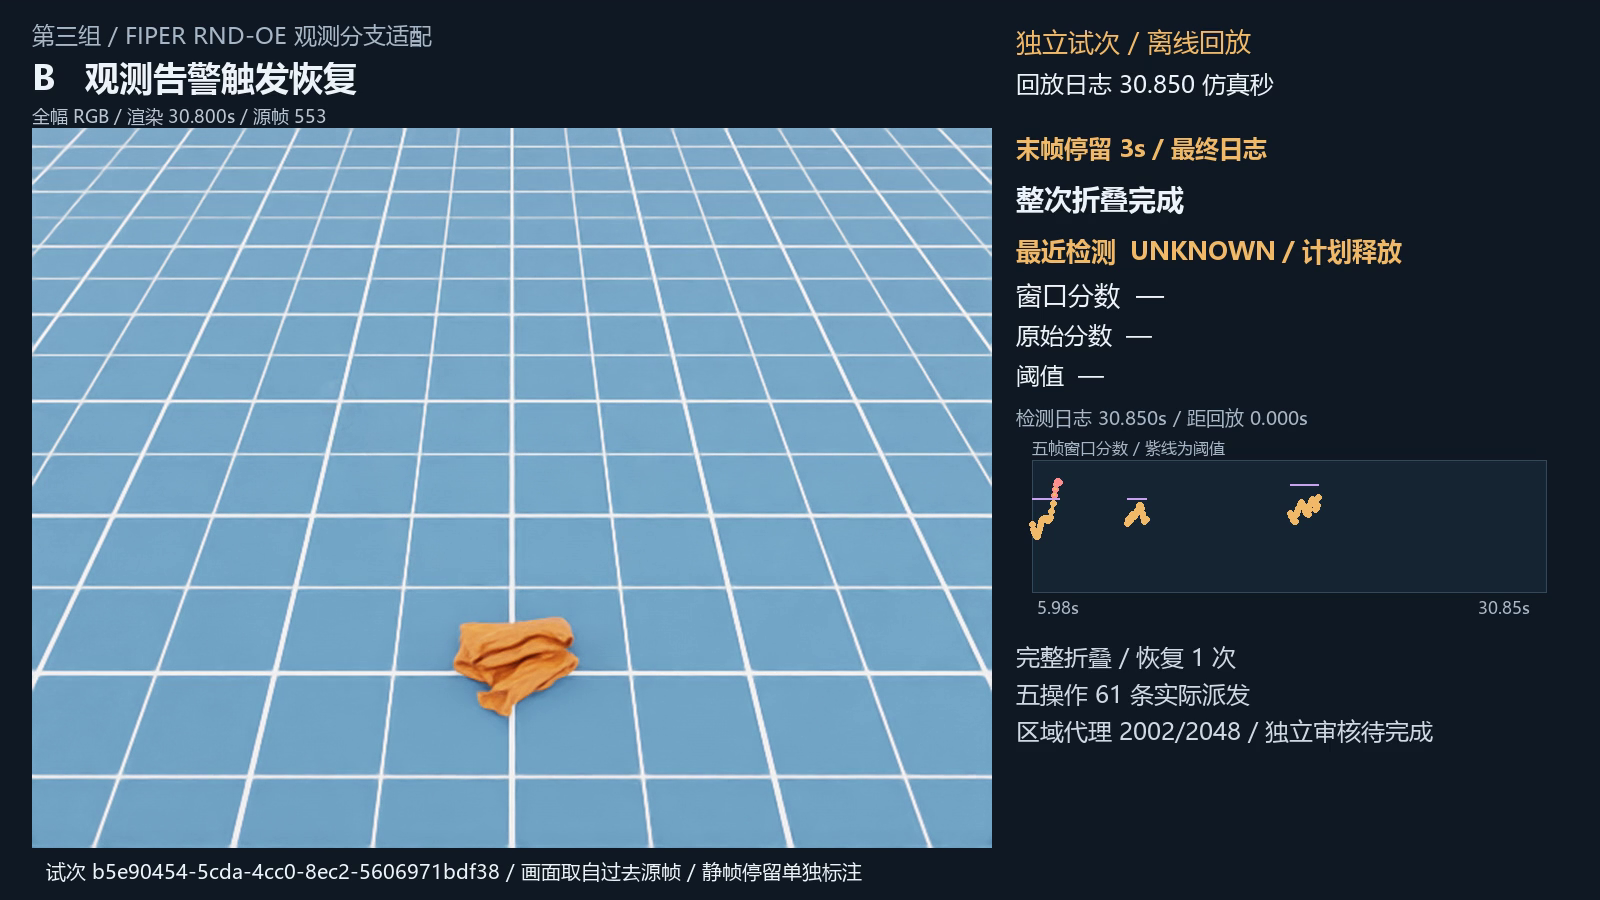 第三组 / FIPER RND-OE 观测分支适配
B 观测告警触发恢复
全幅 RGB / 渲染 30.800s / 源帧 553
独立试次 / 离线回放
回放日志 30.850 仿真秒
末帧停留 3s / 最终日志
整次折叠完成
最近检测 UNKNOWN / 计划释放
窗口分数 —
原始分数 —
阈值 —
检测日志 30.850s / 距回放 0.000s
五帧窗口分数 / 紫线为阈值
5.98s
30.85s
完整折叠 / 恢复 1 次
五操作 61 条实际派发
区域代理 2002/2048 / 独立审核待完成
试次 b5e90454-5cda-4cc0-8ec2-5606971bdf38 / 画面取自过去源帧 / 静帧停留单独标注